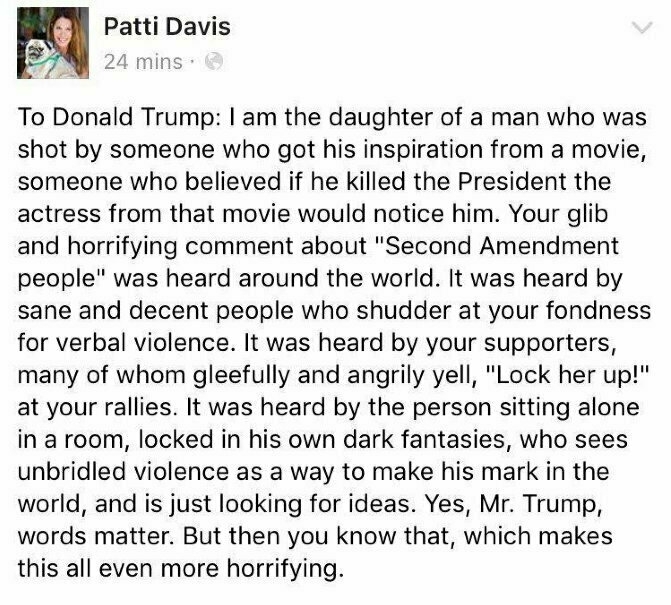 Patti Davis
24 mins ·
To Donald Trump: I am the daughter of a man who was
shot by someone who got his inspiration from a movie,
someone who believed if he killed the President the
actress from that movie would notice him. Your glib
and horrifying comment about "Second Amendment
people" was heard around the world. It was heard by
sane and decent people who shudder at your fondness
for verbal violence. It was heard by your supporters,
many of whom gleefully and angrily yell, "Lock her up!"
at your rallies. It was heard by the person sitting alone
in a room, locked in his own dark fantasies, who sees
unbridled violence as a way to make his mark in the
world, and is just looking for ideas. Yes, Mr. Trump,
words matter. But then you know that, which makes
this all even more horrifying.